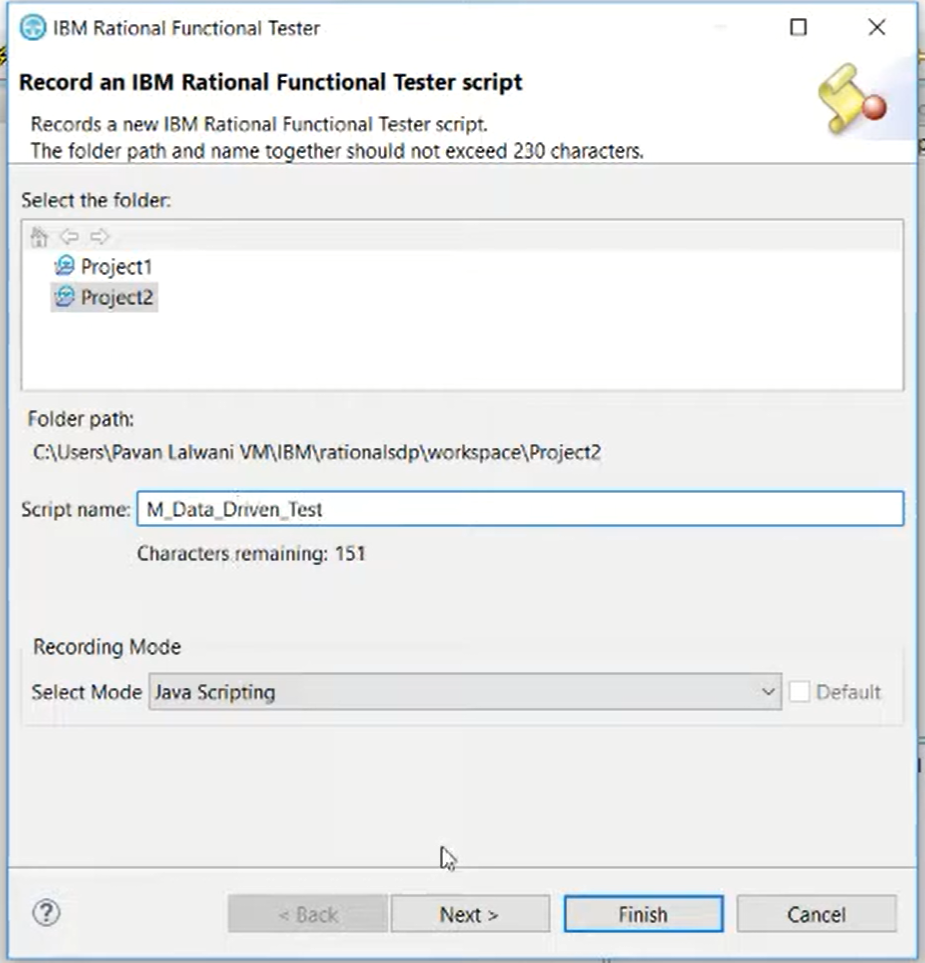 IBM Rational Functional Tester
Record an IBM Rational Functional Tester script
Records a new IBM Rational Functional Tester script.
The folder path and name together should not exceed 230 characters.
Select the folder:
Project1
Project2
Folder path:
C:\Users\Pavan Lalwani VM\IBM\rationalsdp\workspace\Project2
Script name: M_Data_Driven_Test
Characters remaining: 151
Recording Mode
Select Mode Java Scripting Default
? < Back Next > Finish Cancel